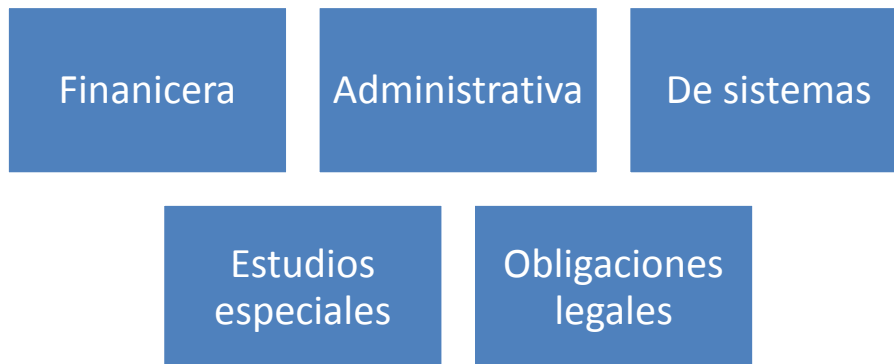 Finanicera
Administrativa
De sistemas
Estudios
especiales
Obligaciones
legales